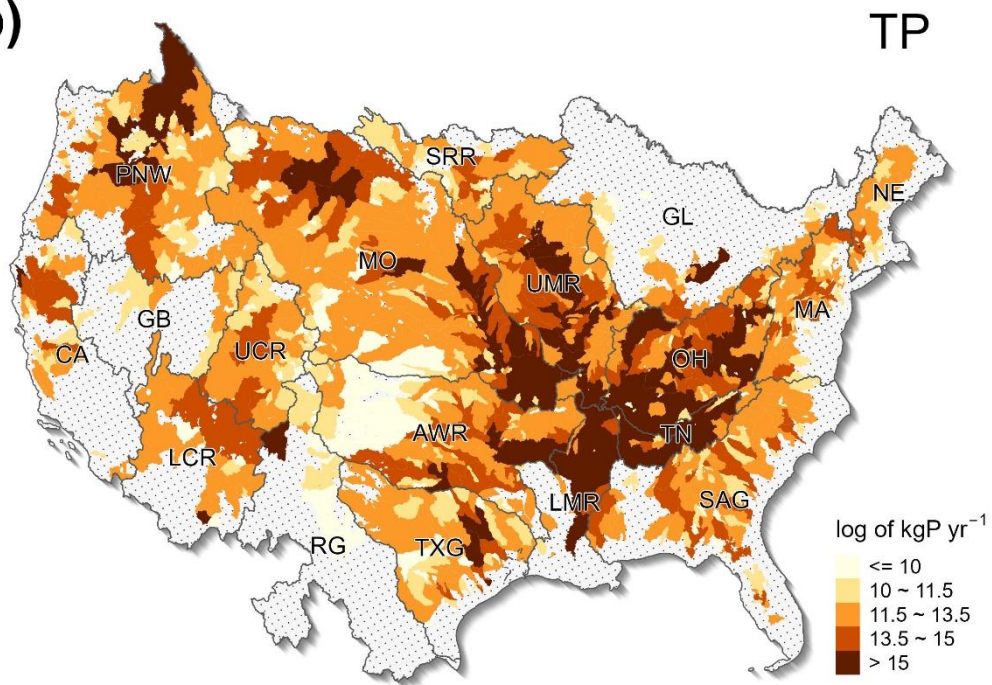 )
TP
SRR
PNW
NE
GL
MO
UMR
MA
GB
CA
UCR
OH
AWR
TN
LCR
LMR
SAG
RG
TXG
log of kgP yr⁻¹
<= 10
10 ~ 11.5
11.5 ~ 13.5
13.5 ~ 15
> 15